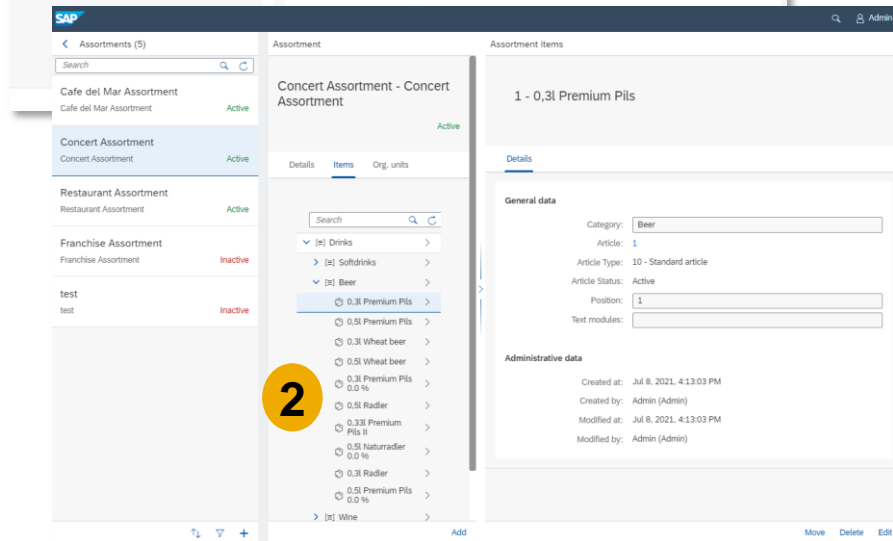 SAP
Admin
Assortments (5)
Search
Cafe del Mar Assortment
Cafe del Mar Assortment
Active
Concert Assortment
Concert Assortment
Active
Restaurant Assortment
Restaurant Assortment
Active
Franchise Assortment
Franchise Assortment
Inactive
test
test
Inactive
Assortment
Concert Assortment - Concert
Assortment
Active
Details Items Org. units
Search
[≡] Drinks
[≡] Softdrinks
[≡] Beer
0,3l Premium Pils
0,5l Premium Pils
0,3l Wheat beer
0,5l Wheat beer
0,3l Premium Pils
0.0 %
0,5l Radler
0,33l Premium
Pils II
0,5l Naturradler
0.0 %
0,3l Radler
0,5l Premium Pils
0.0 %
[≡] Wine
Add
2
Assortment items
1 - 0,3l Premium Pils
Details
General data
Category: Beer
Article: 1
Article Type: 10 - Standard article
Article Status: Active
Position: 1
Text modules:
Administrative data
Created at: Jul 8, 2021, 4:13:03 PM
Created by: Admin (Admin)
Modified at: Jul 8, 2021, 4:13:03 PM
Modified by: Admin (Admin)
Move Delete Edit